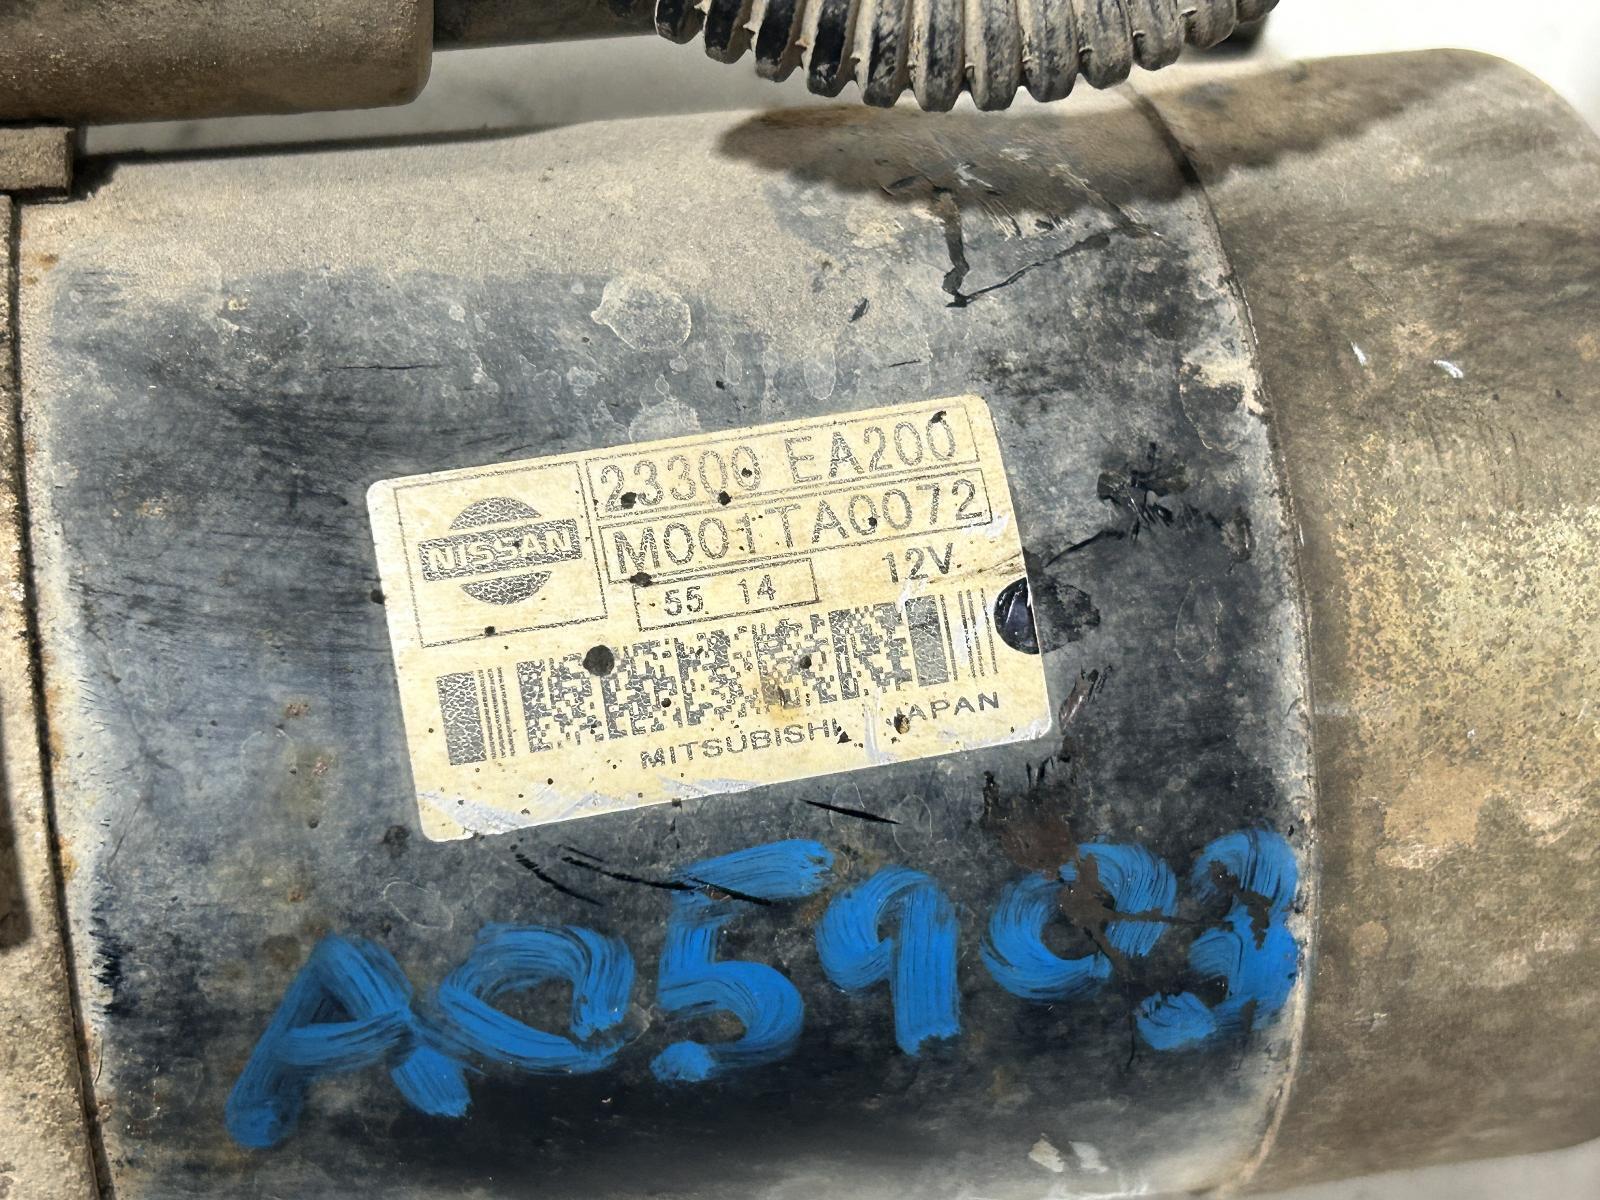 NISSAN
23300 EA200
M001TA0072
55 14
12V
MITSUBISHI JAPAN
A05903